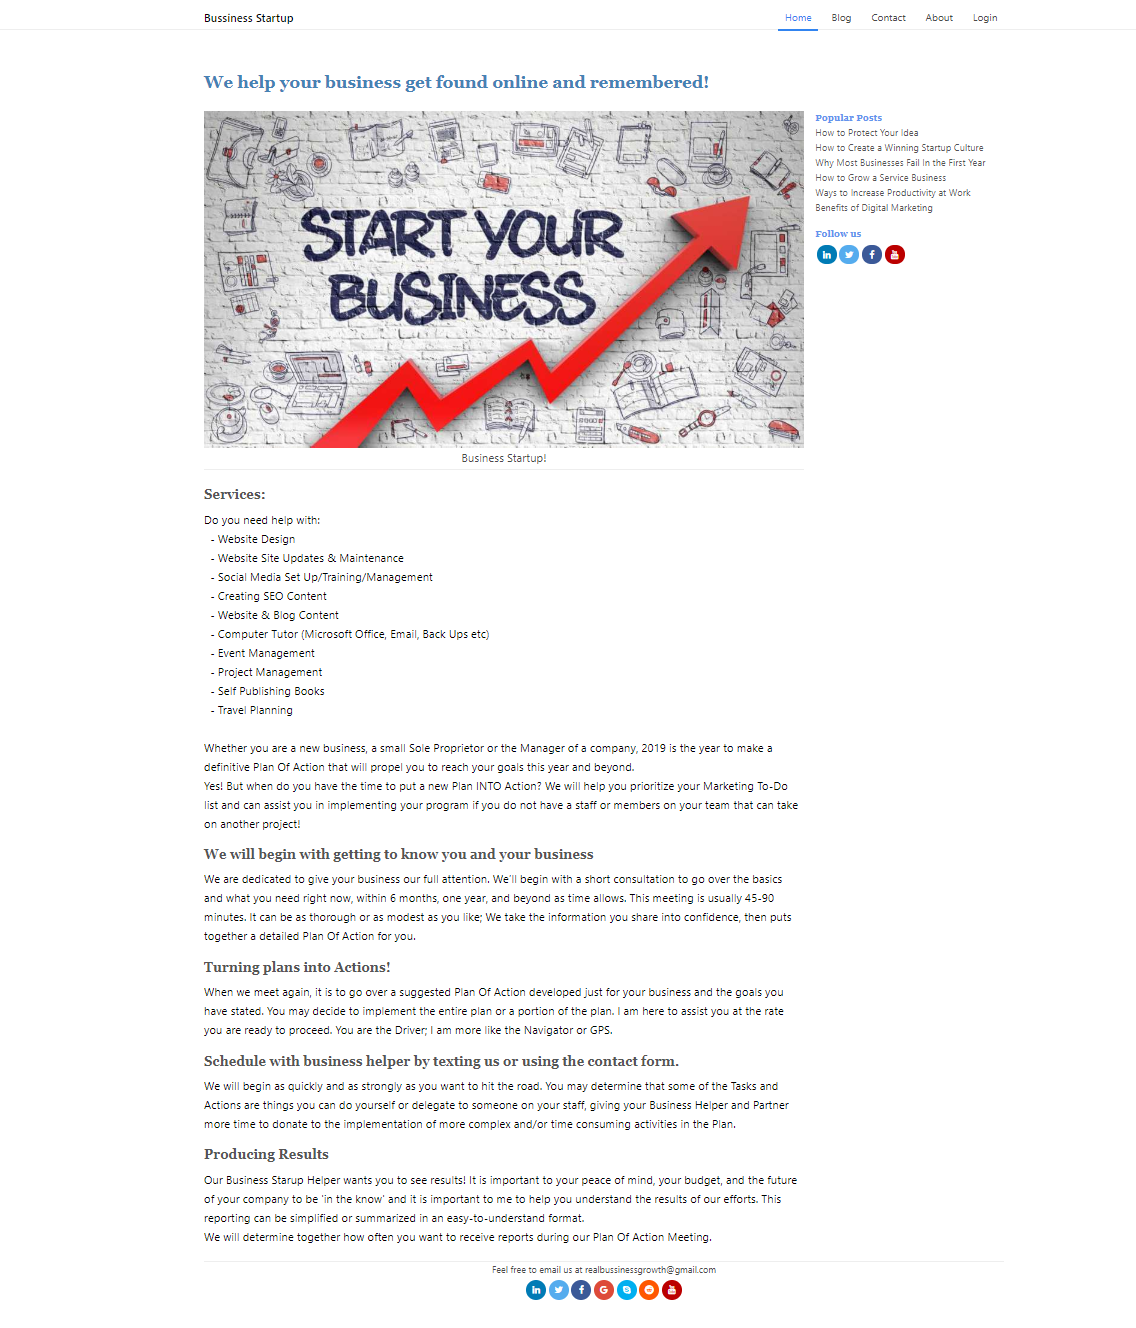 Bussiness Startup
Home
Blog
Contact
About
Login
We help your business get found online and remembered!
START YOUR
BUSINESS
Business Startup!
Popular Posts
How to Protect Your Idea
How to Create a Winning Startup Culture
Why Most Businesses Fail In the First Year
How to Grow a Service Business
Ways to Increase Productivity at Work
Benefits of Digital Marketing
Follow us
Services:
Do you need help with:
- Website Design
- Website Site Updates & Maintenance
- Social Media Set Up/Training/Management
- Creating SEO Content
- Website & Blog Content
- Computer Tutor (Microsoft Office, Email, Back Ups etc)
- Event Management
- Project Management
- Self Publishing Books
- Travel Planning
Whether you are a new business, a small Sole Proprietor or the Manager of a company, 2019 is the year to make a
definitive Plan Of Action that will propel you to reach your goals this year and beyond.
Yes! But when do you have the time to put a new Plan INTO Action? We will help you prioritize your Marketing To-Do
list and can assist you in implementing your program if you do not have a staff or members on your team that can take
on another project!
We will begin with getting to know you and your business
We are dedicated to give your business our full attention. We'll begin with a short consultation to go over the basics
and what you need right now, within 6 months, one year, and beyond as time allows. This meeting is usually 45-90
minutes. It can be as thorough or as modest as you like; We take the information you share into confidence, then puts
together a detailed Plan Of Action for you.
Turning plans into Actions!
When we meet again, it is to go over a suggested Plan Of Action developed just for your business and the goals you
have stated. You may decide to implement the entire plan or a portion of the plan. I am here to assist you at the rate
you are ready to proceed. You are the Driver; I am more like the Navigator or GPS.
Schedule with business helper by texting us or using the contact form.
We will begin as quickly and as strongly as you want to hit the road. You may determine that some of the Tasks and
Actions are things you can do yourself or delegate to someone on your staff, giving your Business Helper and Partner
more time to donate to the implementation of more complex and/or time consuming activities in the Plan.
Producing Results
Our Business Starup Helper wants you to see results! It is important to your peace of mind, your budget, and the future
of your company to be 'in the know' and it is important to me to help you understand the results of our efforts. This
reporting can be simplified or summarized in an easy-to-understand format.
We will determine together how often you want to receive reports during our Plan Of Action Meeting.
Feel free to email us at realbussinessgrowth@gmail.com